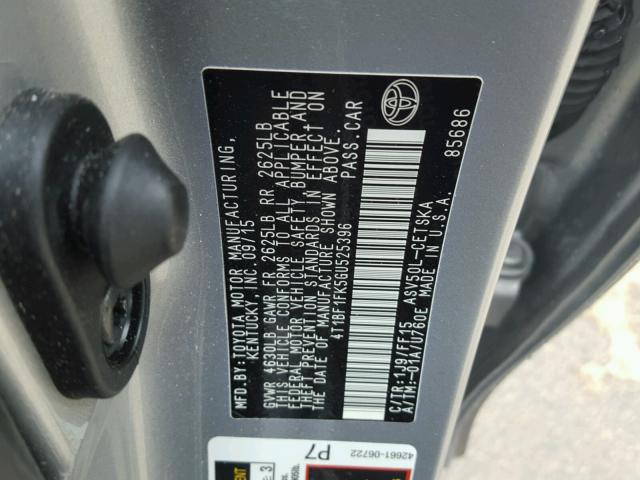 MFD.BY:TOYOTA MOTOR MANUFACTURING,
KENTUCKY, INC. 09/15
GVWR 4630LB GAWR FR 2625LB RR 2625LB
THIS VEHICLE CONFORMS TO ALL APPLICABLE
FEDERAL MOTOR VEHICLE SAFETY, BUMPER, AND
THEFT PREVENTION STANDARDS IN EFFECT ON
THE DATE OF MANUFACTURE SHOWN ABOVE.
4T1BF1FK5GU525396 PASS.CAR
C/TR:1J9/FF15 ASV50L-CETSKA
A/TM:-01A/U760E MADE IN U.S.A.
85686
42661-06722
P7
3